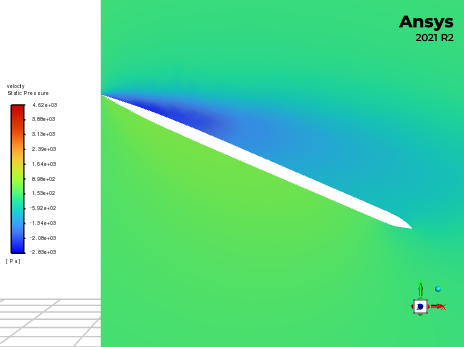 Ansys
2021 R2
velocity
Static Pressure
4.62e+03
3.88e+03
3.13e+03
2.39e+03
1.64e+03
8.98e+02
1.53e+02
-5.92e+02
-1.34e+03
-2.08e+03
-2.83e+03
[ Pa ]